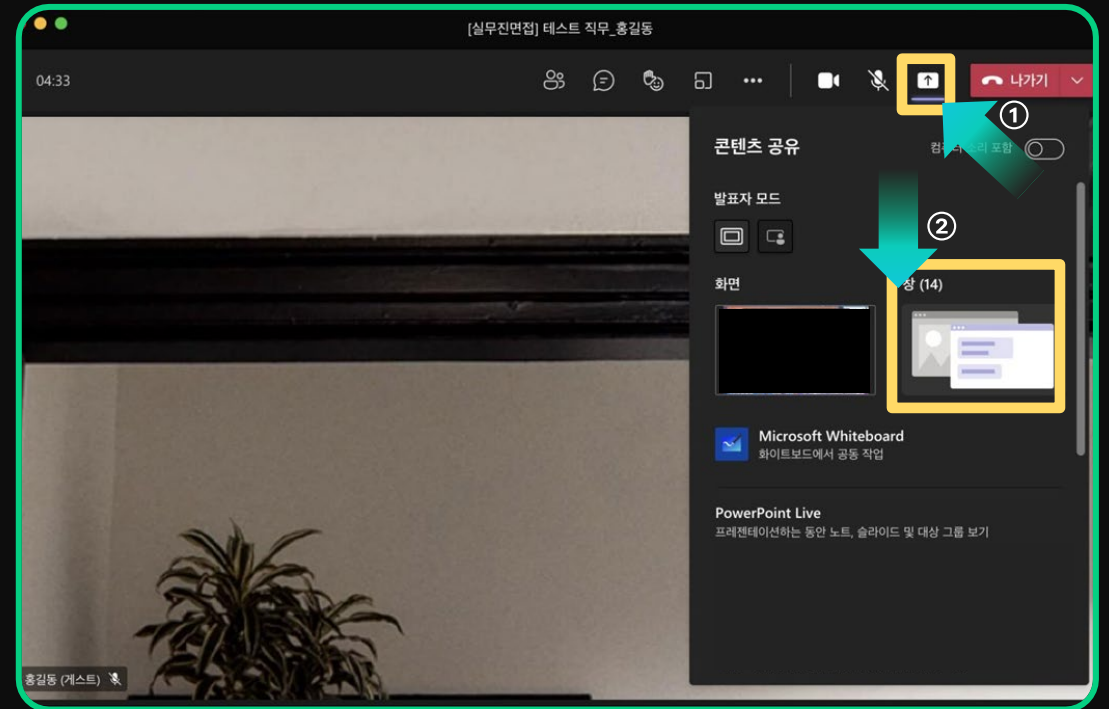 [실무진면접] 테스트 직무_홍길동
04:33
나가기
①
콘텐츠 공유
소리 포함
발표자 모드
②
화면
창 (14)
Microsoft Whiteboard
화이트보드에서 공동 작업
PowerPoint Live
프레젠테이션하는 동안 노트, 슬라이드 및 대상 그룹 보기
홍길동 (게스트)